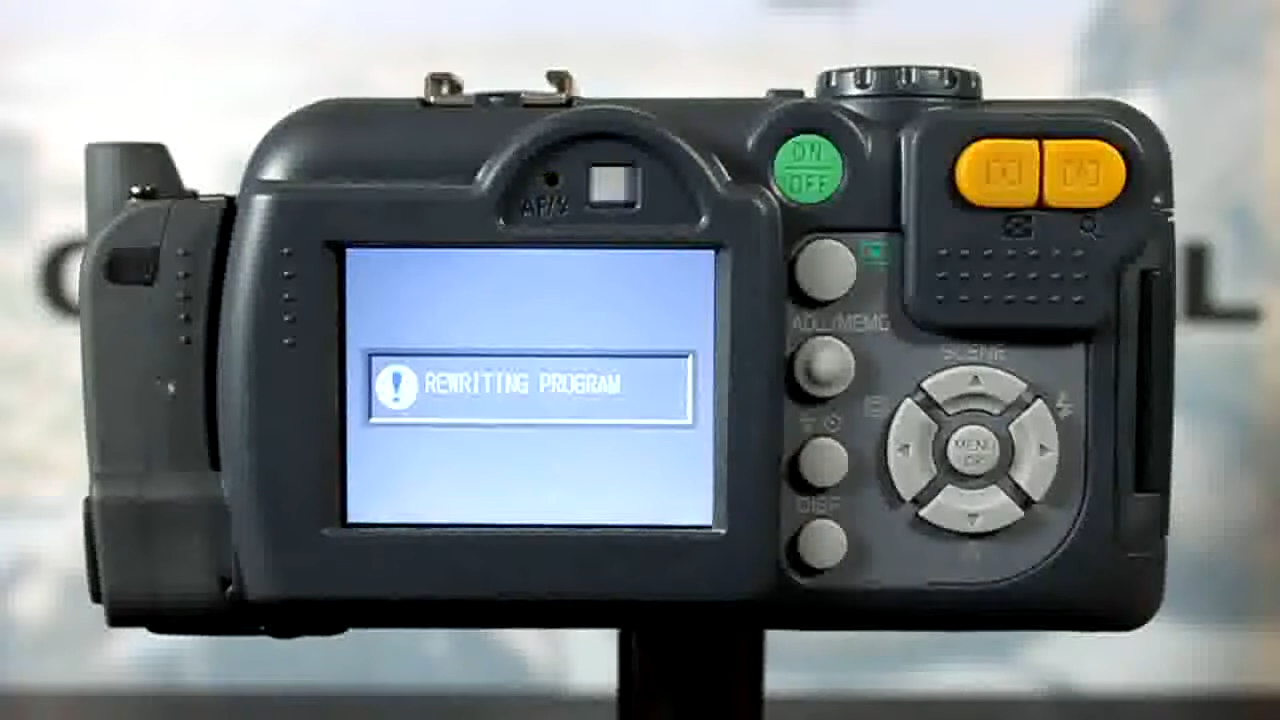 ON
OFF
AF/⚡
ADJ./MEMO
SCENE
REWRITING PROGRAM
MENU
OK
DISP.
L